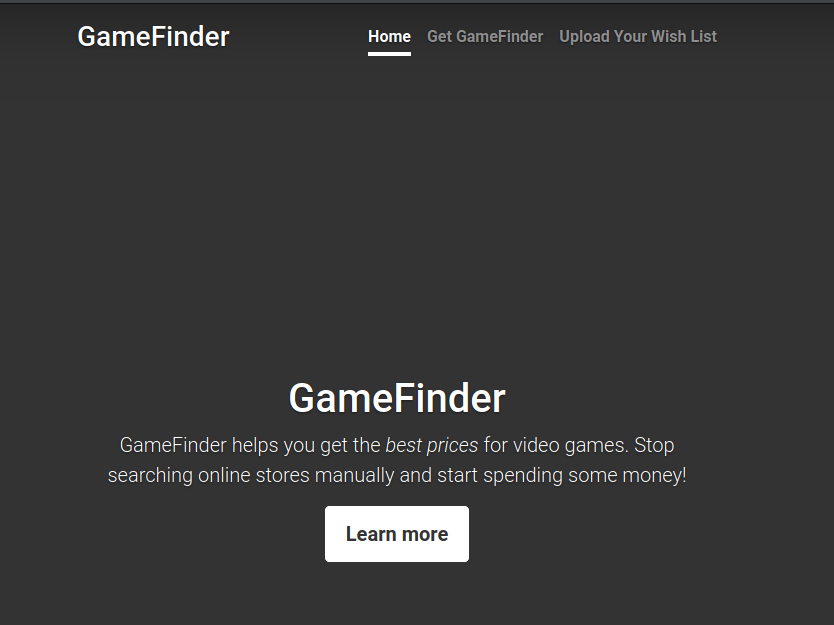 GameFinder
Home Get GameFinder Upload Your Wish List
GameFinder
GameFinder helps you get the best prices for video games. Stop
searching online stores manually and start spending some money!
Learn more